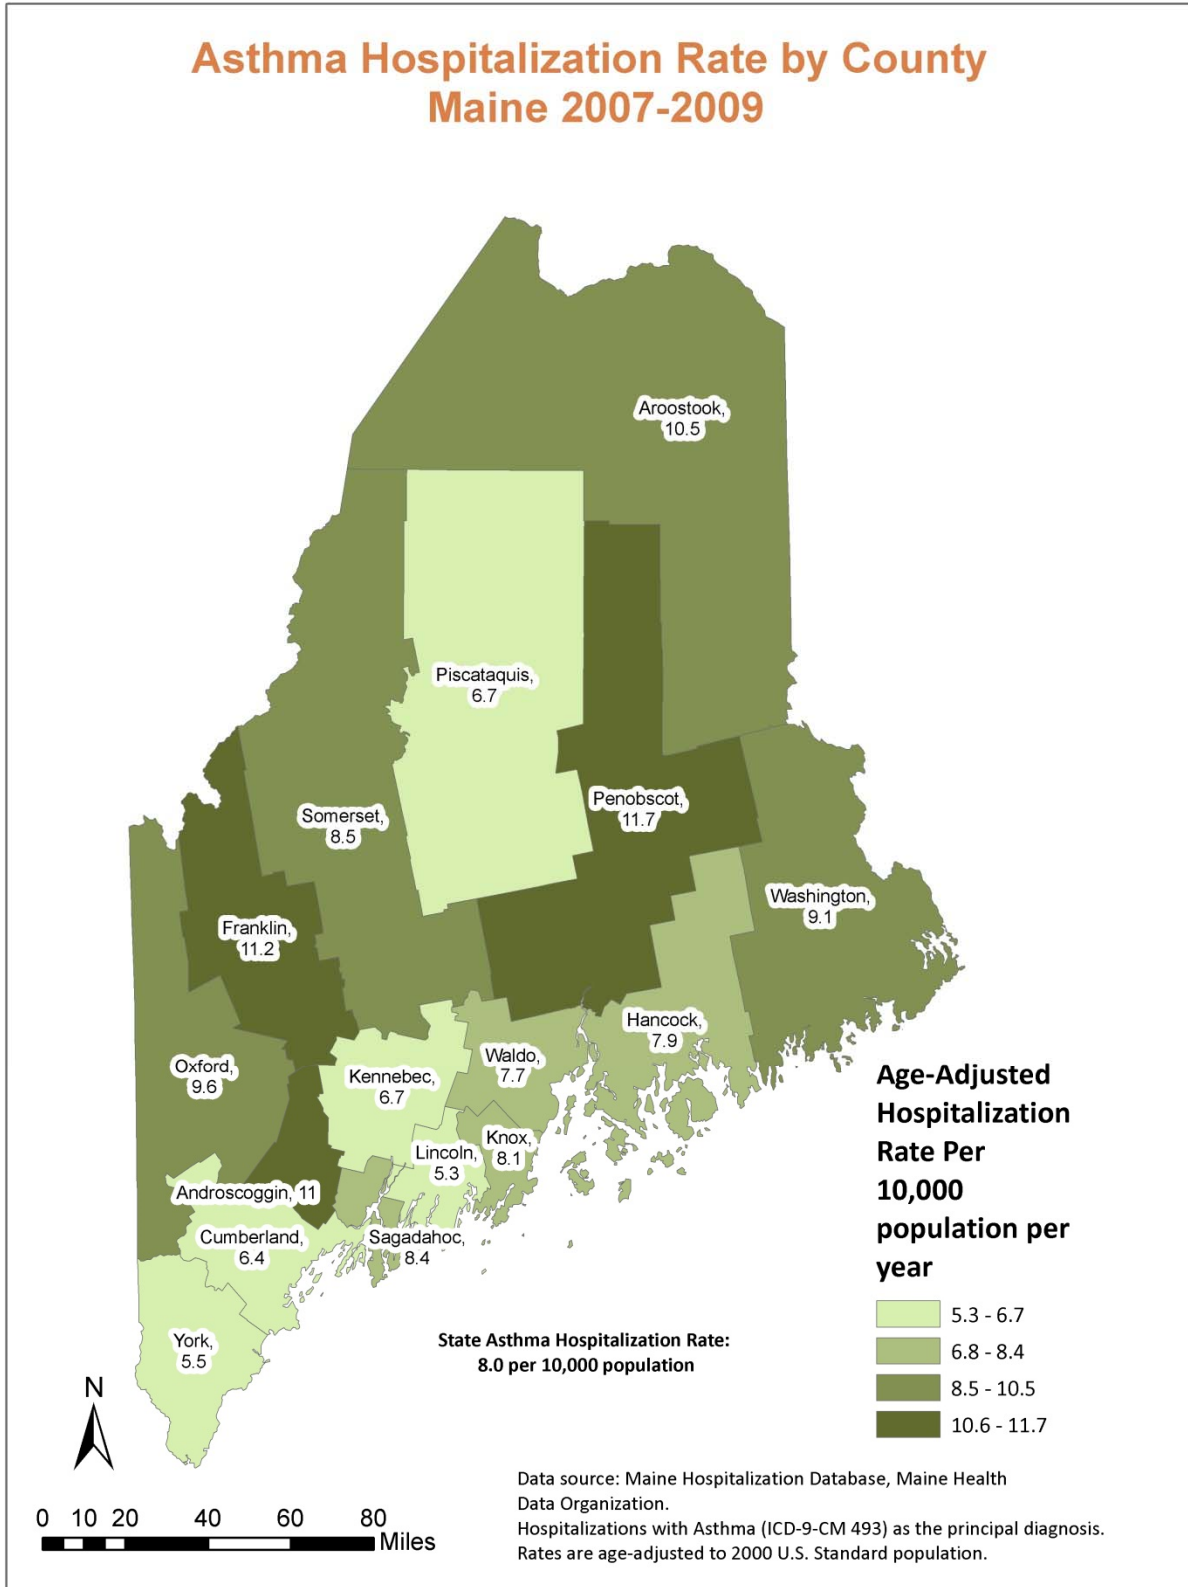 Asthma Hospitalization Rate by County
Maine 2007-2009
Aroostook,
10.5
Piscataquis,
6.7
Penobscot,
11.7
Somerset,
8.5
Washington,
9.1
Franklin,
11.2
Hancock,
7.9
Waldo,
7.7
Oxford,
9.6
Kennebec,
6.7
Knox,
8.1
Lincoln,
5.3
Androscoggin, 11
Cumberland,
6.4
Sagadahoc,
8.4
York,
5.5
Age-Adjusted
Hospitalization
Rate Per
10,000
population per
year
5.3 - 6.7
6.8 - 8.4
8.5 - 10.5
10.6 - 11.7
State Asthma Hospitalization Rate:
8.0 per 10,000 population
N
0 10 20 40 60 80
Miles
Data source: Maine Hospitalization Database, Maine Health
Data Organization.
Hospitalizations with Asthma (ICD-9-CM 493) as the principal diagnosis.
Rates are age-adjusted to 2000 U.S. Standard population.